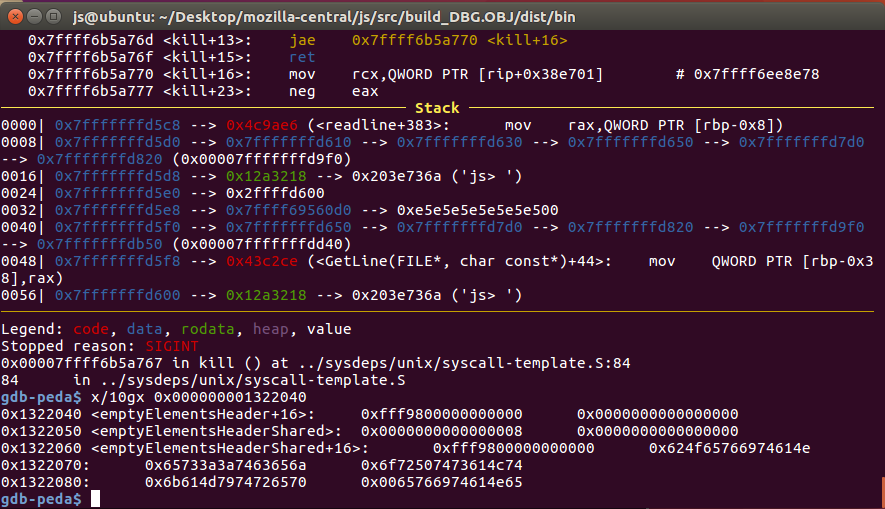 js@ubuntu: ~/Desktop/mozilla-central/js/src/build_DBG.OBJ/dist/bin
0x7ffff6b5a76d <kill+13>: jae 0x7ffff6b5a770 <kill+16>
0x7ffff6b5a76f <kill+15>: ret
0x7ffff6b5a770 <kill+16>: mov rcx,QWORD PTR [rip+0x38e701] # 0x7ffff6ee8e78
0x7ffff6b5a777 <kill+23>: neg eax
Stack
0000| 0x7fffffffd5c8 --> 0x4c9ae6 (<readline+383>: mov rax,QWORD PTR [rbp-0x8])
0008| 0x7fffffffd5d0 --> 0x7fffffffd610 --> 0x7fffffffd630 --> 0x7fffffffd650 --> 0x7fffffffd7d0
--> 0x7fffffffd820 (0x00007fffffffd9f0)
0016| 0x7fffffffd5d8 --> 0x12a3218 --> 0x203e736a ('js> ')
0024| 0x7fffffffd5e0 --> 0x2ffffd600
0032| 0x7fffffffd5e8 --> 0x7ffff69560d0 --> 0xe5e5e5e5e5e5e500
0040| 0x7fffffffd5f0 --> 0x7fffffffd650 --> 0x7fffffffd7d0 --> 0x7fffffffd820 --> 0x7fffffffd9f0
--> 0x7fffffffdb50 (0x00007fffffffdd40)
0048| 0x7fffffffd5f8 --> 0x43c2ce (<GetLine(FILE*, char const*)+44>: mov QWORD PTR [rbp-0x3
8],rax)
0056| 0x7fffffffd600 --> 0x12a3218 --> 0x203e736a ('js> ')
Legend: code, data, rodata, heap, value
Stopped reason: SIGINT
0x00007ffff6b5a767 in kill () at ../sysdeps/unix/syscall-template.S:84
84 in ../sysdeps/unix/syscall-template.S
gdb-peda$ x/10gx 0x000000001322040
0x1322040 <emptyElementsHeader+16>: 0xfff9800000000000 0x0000000000000000
0x1322050 <emptyElementsHeaderShared>: 0x0000000000000008 0x0000000000000000
0x1322060 <emptyElementsHeaderShared+16>: 0xfff9800000000000 0x624f65766974614e
0x1322070: 0x65733a3a7463656a 0x6f72507473614c74
0x1322080: 0x6b614d7974726570 0x0065766974614e65
gdb-peda$